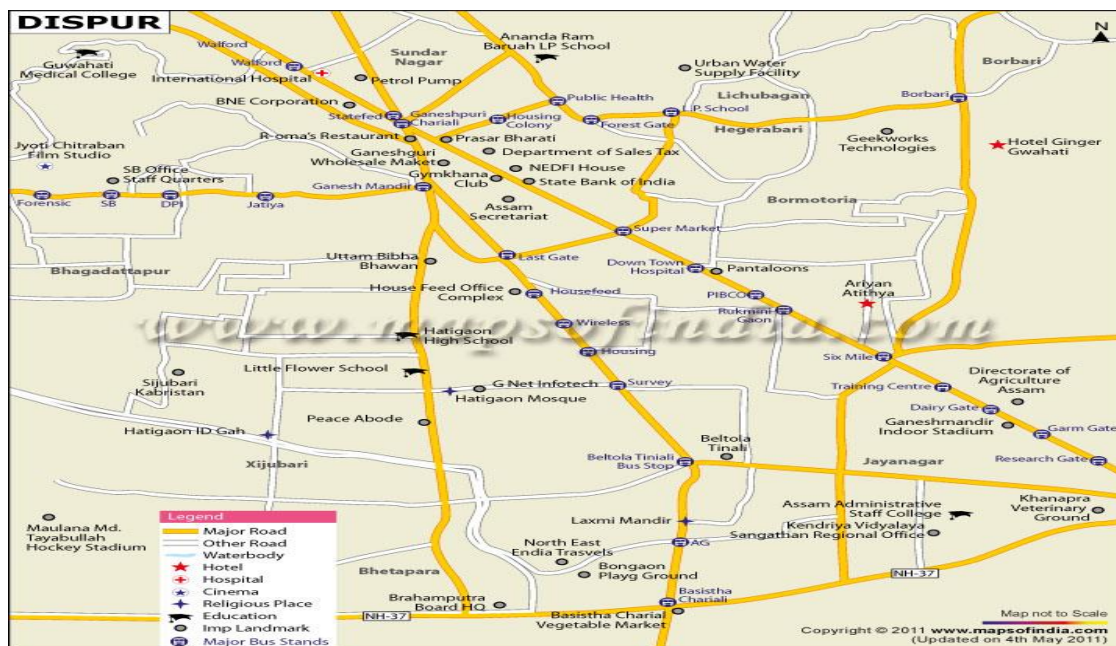 DISPUR
N
Walford
Guwahati
Medical College
Walford
International Hospital
Sundar
Nagar
Petrol Pump
Ananda Ram
Baruah LP School
Urban Water
Supply Facility
Borbari
BNE Corporation
Statefed
Ganeshpuri
Chariali
Housing
Colony
Public Health
Forest Gate
L.P. School
Lichubagan
Hegerabari
Borbari
Geekworks
Technologies
Hotel Ginger
Gwahati
Jyoti Chitraban
Film Studio
R-oma's Restaurant
Prasar Bharati
Ganeshguri
Wholesale Maket
Department of Sales Tax
NEDFI House
Gymkhana
Club
State Bank of India
SB Office
Staff Quarters
Ganesh Mandir
Assam
Secretariat
Forensic
SB
DPI
Jatiya
Bormotoria
Super Market
Bhagadattapur
Uttam Bibha
Bhawan
Last Gate
Down Town
Hospital
Pantaloons
House Feed Office
Complex
Housefeed
PIBCO
Rukmini
Gaon
Ariyan
Atithya
www.mapsofindia.com
Wireless
Hatigaon
High School
Housing
Six Mile
Little Flower School
Sijubari
Kabristan
G Net Infotech
Survey
Hatigaon Mosque
Training Centre
Directorate of
Agriculture
Assam
Dairy Gate
Peace Abode
Hatigaon ID Gah
Ganeshmandir
Indoor Stadium
Garm Gate
Beltola
Tinali
Xijubari
Beltola Tiniali
Bus Stop
Jayanagar
Research Gate
Maulana Md.
Tayabullah
Hockey Stadium
Laxmi Mandir
Assam Administrative
Staff College
Kendriya Vidyalaya
Sangathan Regional Office
Khanapra
Veterinary
Ground
AG
North East
Endia Trasvels
Bongaon
Playg Ground
Bhetapara
NH-37
Brahamputra
Board HQ
Basistha
Chariali
Basistha Charial
Vegetable Market
NH-37
Legend
Major Road
Other Road
Waterbody
Hotel
Hospital
Cinema
Religious Place
Education
Imp Landmark
Major Bus Stands
Map not to Scale
Copyright © 2011 www.mapsofindia.com
(Updated on 4th May 2011)